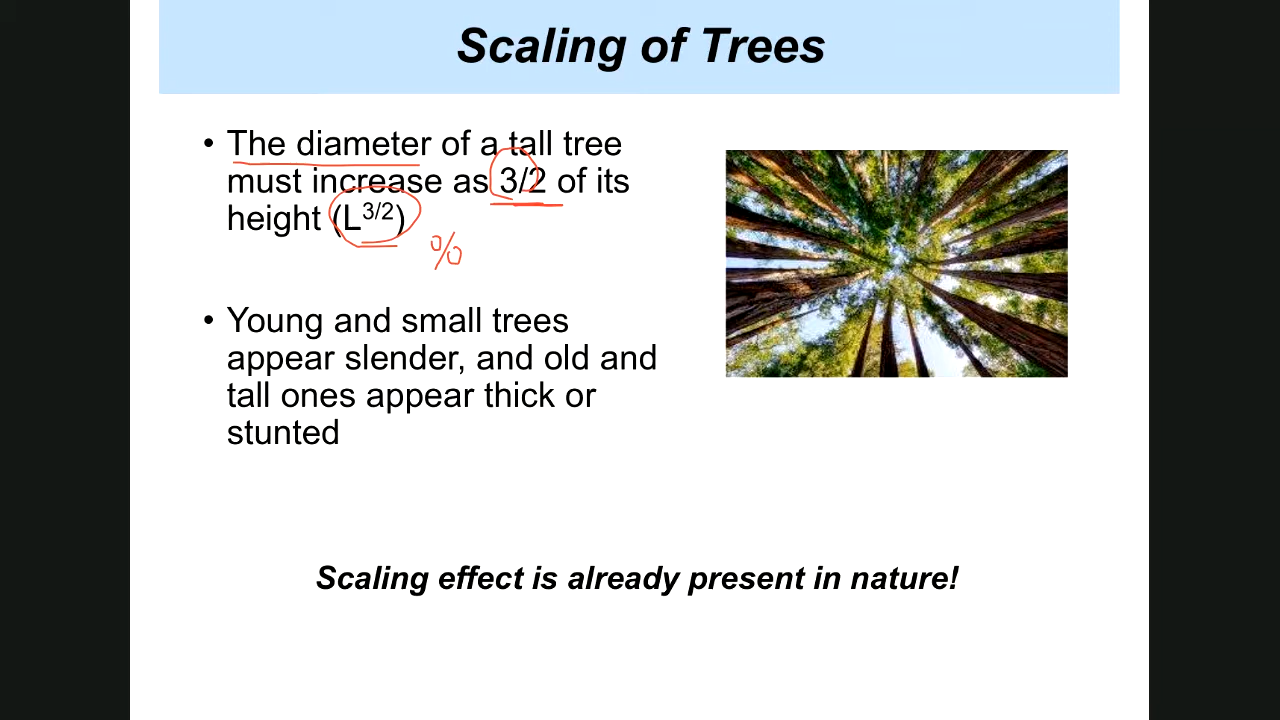 Scaling of Trees
• The diameter of a tall tree
must increase as 3/2 of its
height (L^3/2)
%
• Young and small trees
appear slender, and old and
tall ones appear thick or
stunted
Scaling effect is already present in nature!